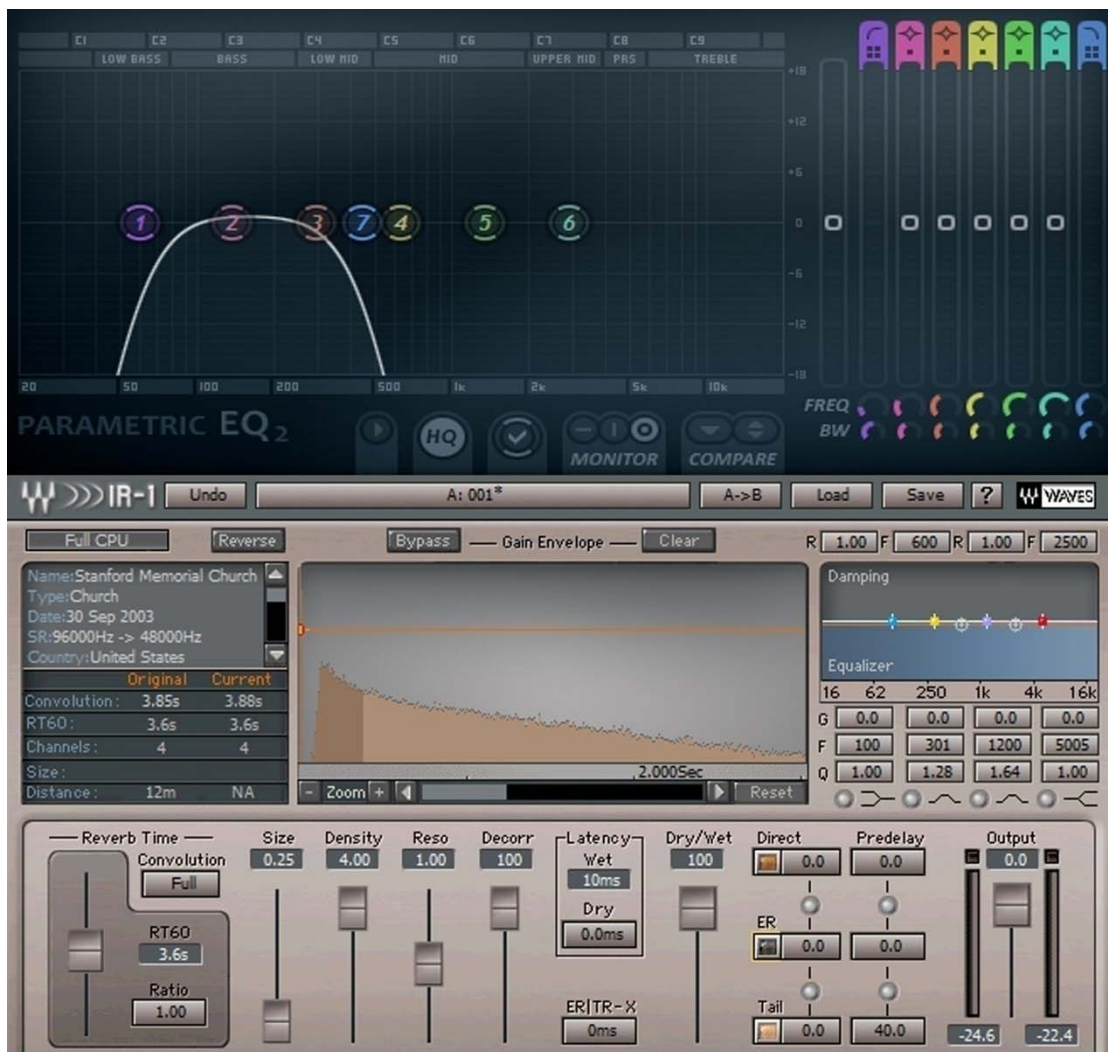 C1 C2 C3 C4 C5 C6 C7 C8 C9
LOW BASS BASS LOW MID MID UPPER MID PRS TREBLE
+18
+12
+6
1 2 3 7 4 5 6 0
-6
-12
-18
20 50 100 200 500 1k 2k 5k 10k
FREQ
BW
PARAMETRIC EQ 2
HQ
MONITOR COMPARE
IR-1 Undo A: 001* A->B Load Save ? WAVES
Full CPU Reverse Bypass Gain Envelope Clear R 1.00 F 600 R 1.00 F 2500
Name:Stanford Memorial Church
Type:Church
Date:30 Sep 2003
SR:96000Hz -> 48000Hz
Country:United States
Original Current
Convolution: 3.85s 3.88s
RT60: 3.6s 3.6s
Channels: 4 4
Size:
Distance: 12m NA
2.000Sec
- Zoom + Reset
Damping
Equalizer
16 62 250 1k 4k 16k
G 0.0 0.0 0.0 0.0
F 100 301 1200 5005
Q 1.00 1.28 1.64 1.00
Reverb Time
Convolution
Full
RT60
3.6s
Ratio
1.00
Size Density Reso Decorr
0.25 4.00 1.00 100
Latency
Wet
10ms
Dry
0.0ms
ER|TR-X
0ms
Dry/Wet
100
Direct Predelay
0.0 0.0
ER
0.0 0.0
Tail
0.0 40.0
Output
0.0
-24.6 -22.4